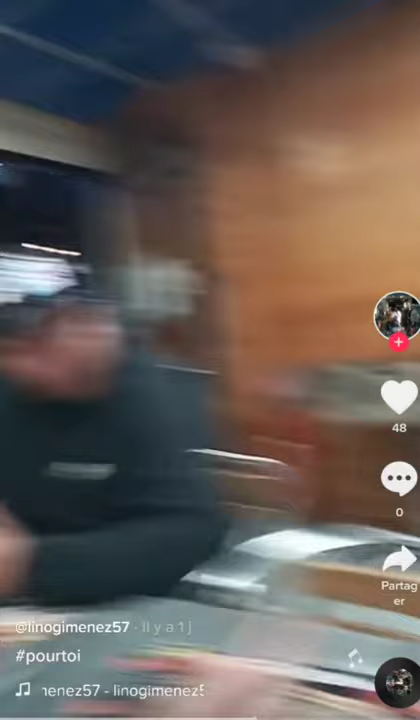 48
0
Partag
er
@linogimenez57 · Il y a 1 j
#pourtoi
nenez57 - linogimenez5